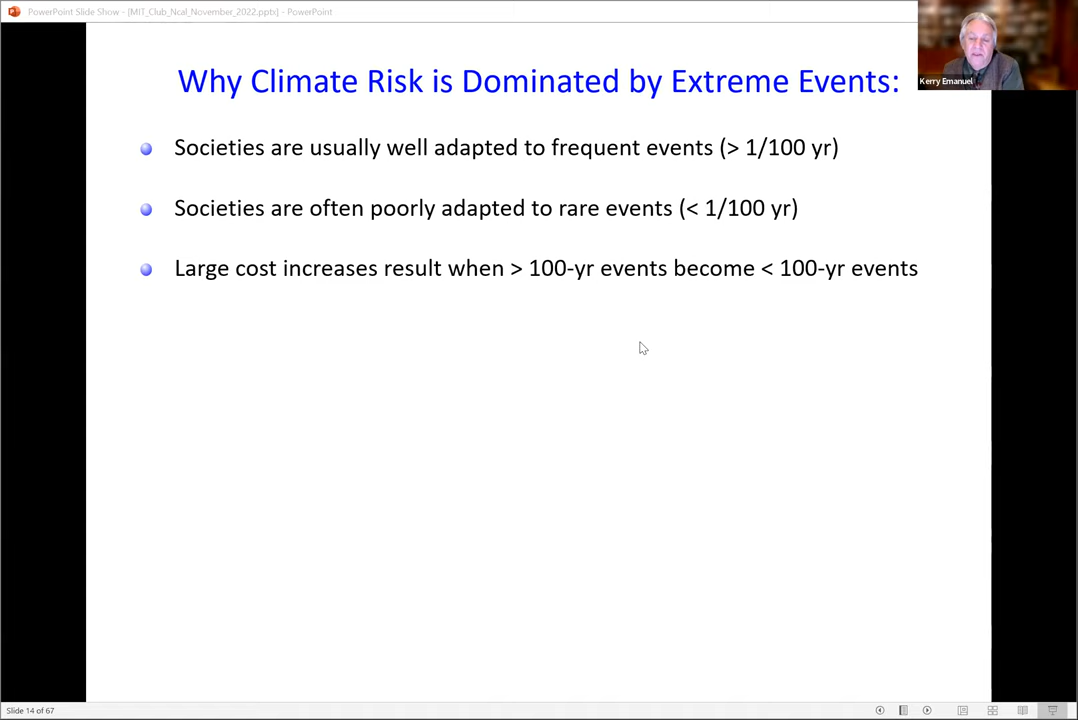 PowerPoint Slide Show - [MIT_Club_Ncal_November_2022.pptx] - PowerPoint
Kerry Emanuel
Why Climate Risk is Dominated by Extreme Events:
Societies are usually well adapted to frequent events (> 1/100 yr)
Societies are often poorly adapted to rare events (< 1/100 yr)
Large cost increases result when > 100-yr events become < 100-yr events
Slide 14 of 67